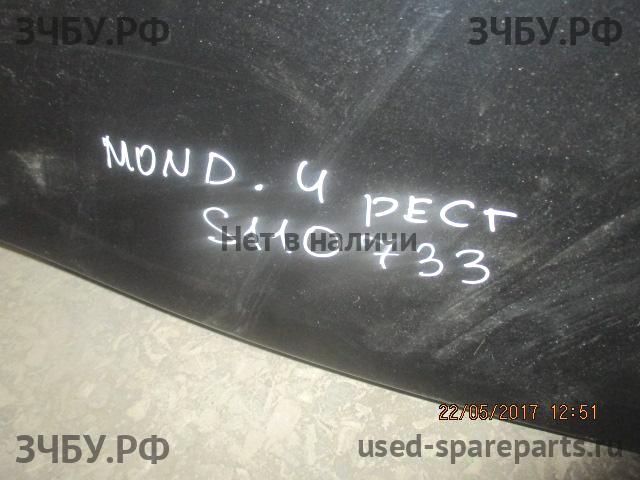 ЗЧБУ.РФ ЗЧБУ.РФ
MOND. 4 РЕСТ
Нет в наличи
S110733
22/05/2017 12:51
ЗЧБУ.РФ used-spareparts.ru